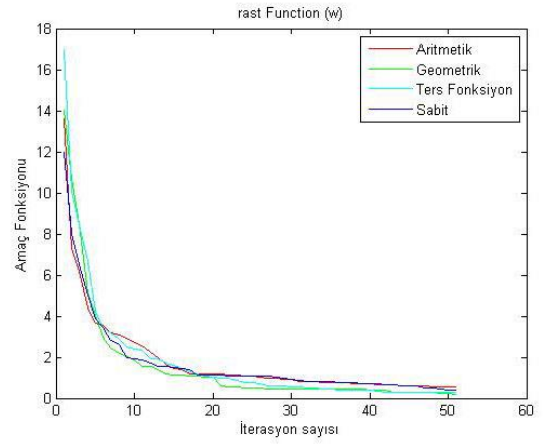 rast Function (w)
18
16
14
12
10
8
6
4
2
0
Amaç Fonksiyonu
Aritmetik
Geometrik
Ters Fonksiyon
Sabit
0 10 20 30 40 50 60
İterasyon sayısı